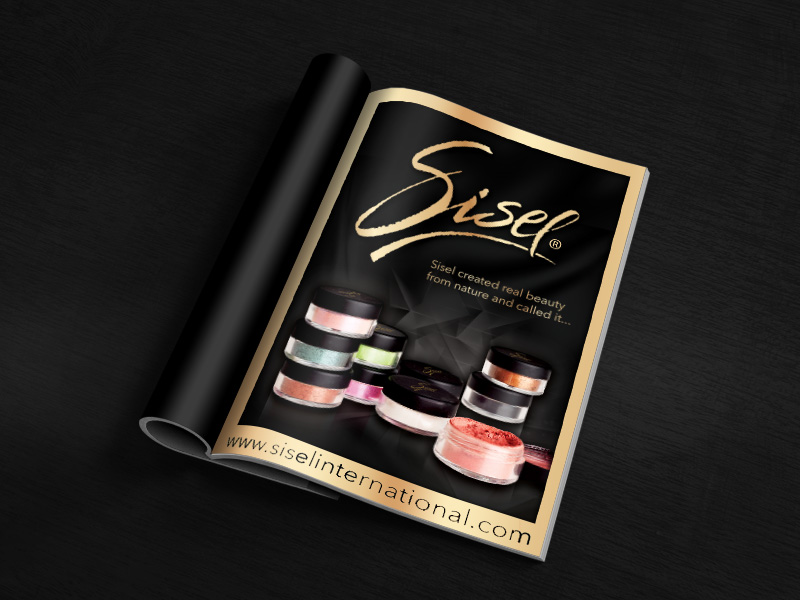 Sisel®
Sisel created real beauty
from nature and called it...
www.siselinternational.com